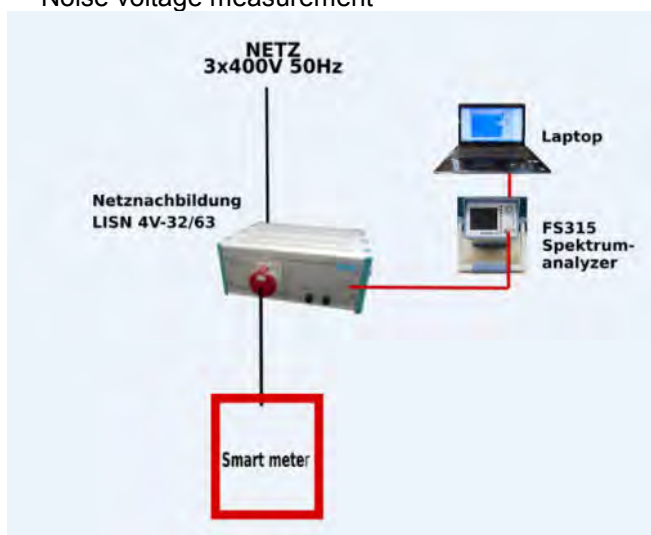 Noise voltage measurement
NETZ
3x400V 50Hz
Laptop
Netznachbildung
LISN 4V-32/63
FS315
Spektrum-
analyzer
Smart meter